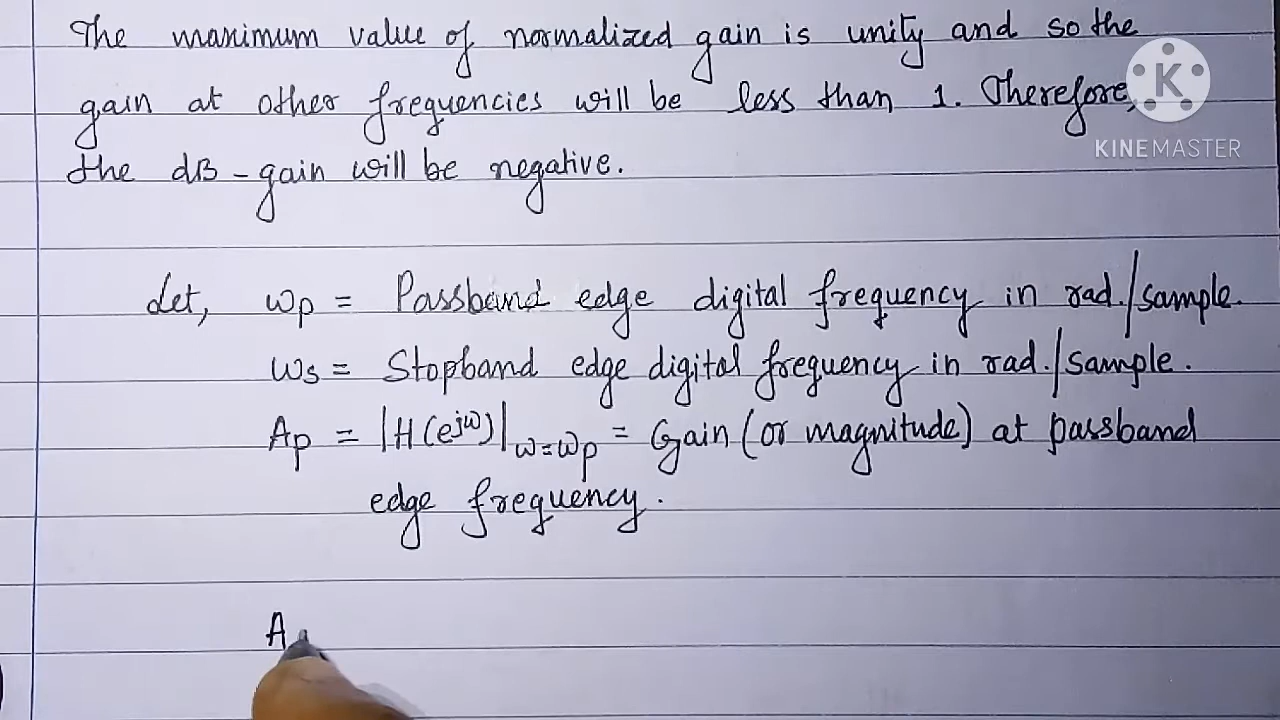 The maximum value of normalized gain is unity and so the
gain at other frequencies will be less than 1. Therefore,
the dB-gain will be negative.
Let, ωp = Passband edge digital frequency in rad./sample.
ωs = Stopband edge digital frequency in rad./sample.
Ap = |H(e^jω)|ω=ωp = Gain (or magnitude) at passband
edge frequency.
A
K
KINEMASTER